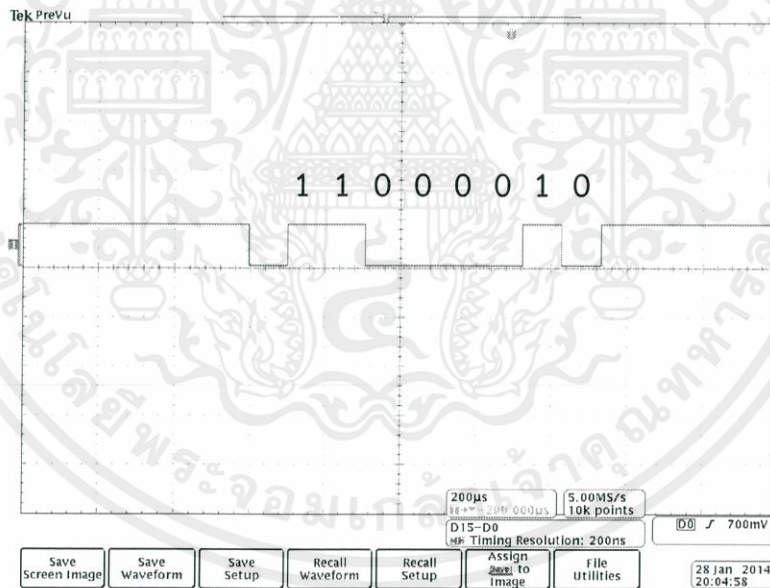 Tek PreVu
1 1 0 0 0 0 1 0
200µs
5.00MS/s
10k points
D15-D0
Timing Resolution: 200ns
D0 ∫ 700mV
Save Screen Image
Save Waveform
Save Setup
Recall Waveform
Recall Setup
Assign Save to Image
File Utilities
28 Jan 2014
20:04:58